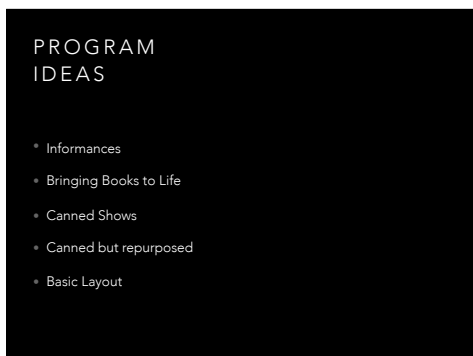 PROGRAM
IDEAS
• Informances
• Bringing Books to Life
• Canned Shows
• Canned but repurposed
• Basic Layout